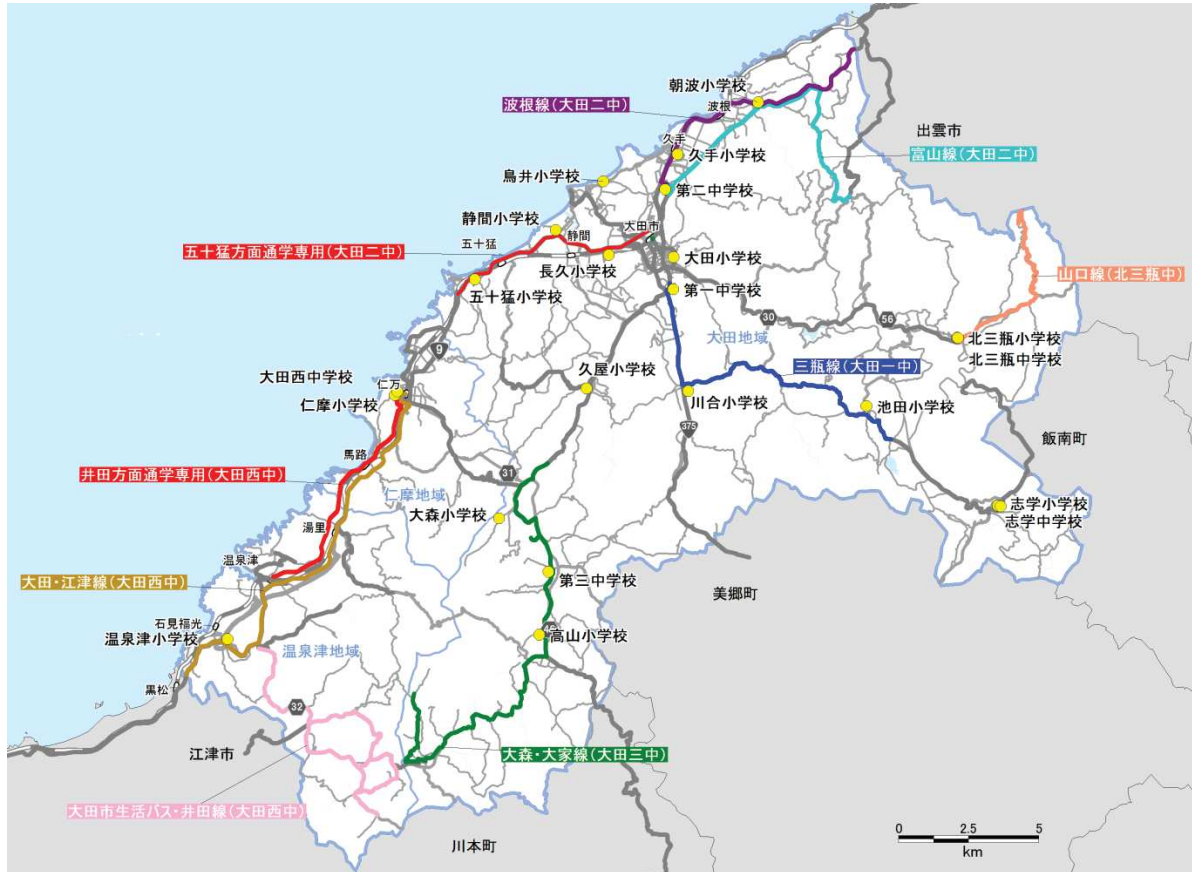 朝波小学校
波根線(大田二中)
波根
出雲市
久手
久手小学校
富山線(大田二中)
鳥井小学校
第二中学校
静間小学校
大田市
五十猛
静間
五十猛方面通学専用(大田二中)
大田小学校
長久小学校
山口線(北三瓶中)
五十猛小学校
第一中学校
30
56
大田地域
北三瓶小学校
北三瓶中学校
9
三瓶線(大田一中)
久屋小学校
大田西中学校
仁万
仁摩小学校
川合小学校
池田小学校
375
飯南町
馬路
31
井田方面通学専用(大田西中)
仁摩地域
大森小学校
志学小学校
志学中学校
湯里
温泉津
第三中学校
大田・江津線(大田西中)
美郷町
石見福光
温泉津小学校
高山小学校
温泉津地域
黒松
32
江津市
大森・大家線(大田三中)
大田市生活バス・井田線(大田西中)
川本町
0 2.5 5
km